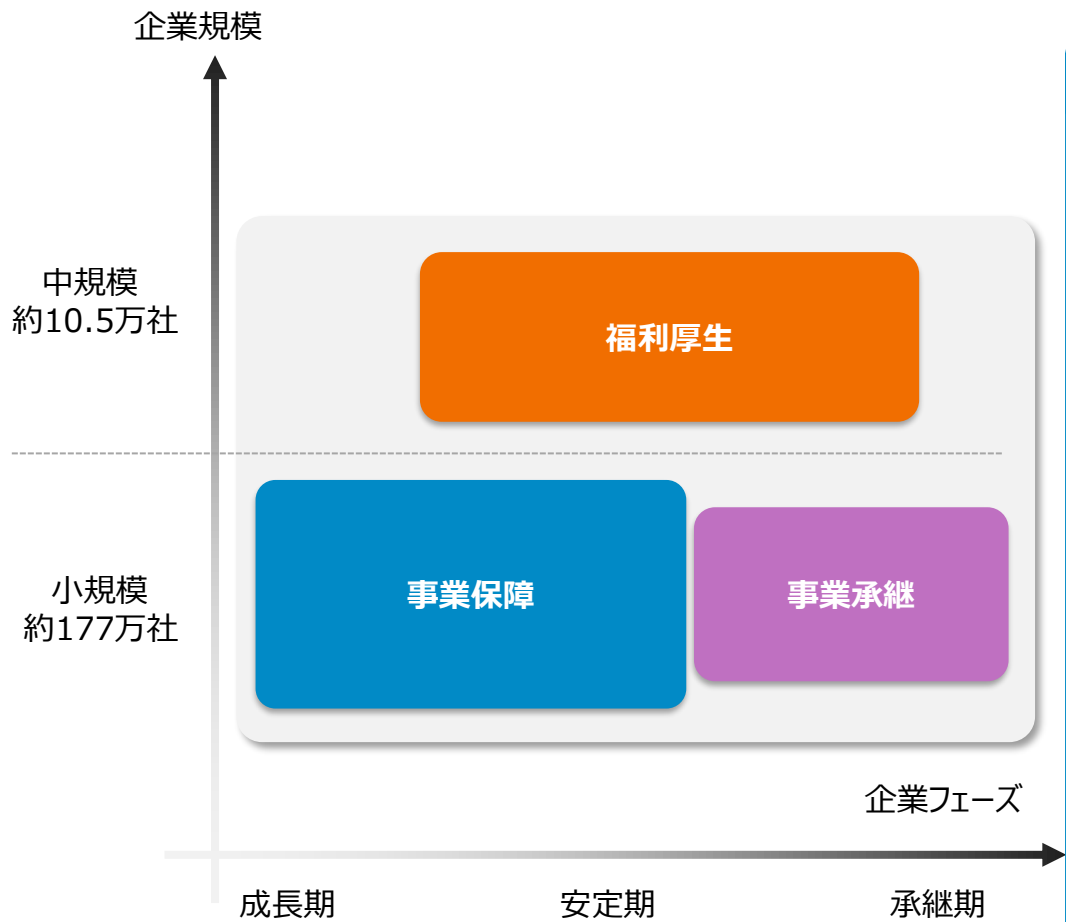 企業規模
中規模
約10.5万社
福利厚生
小規模
約177万社
事業保障
事業承継
企業フェーズ
成長期
安定期
承継期